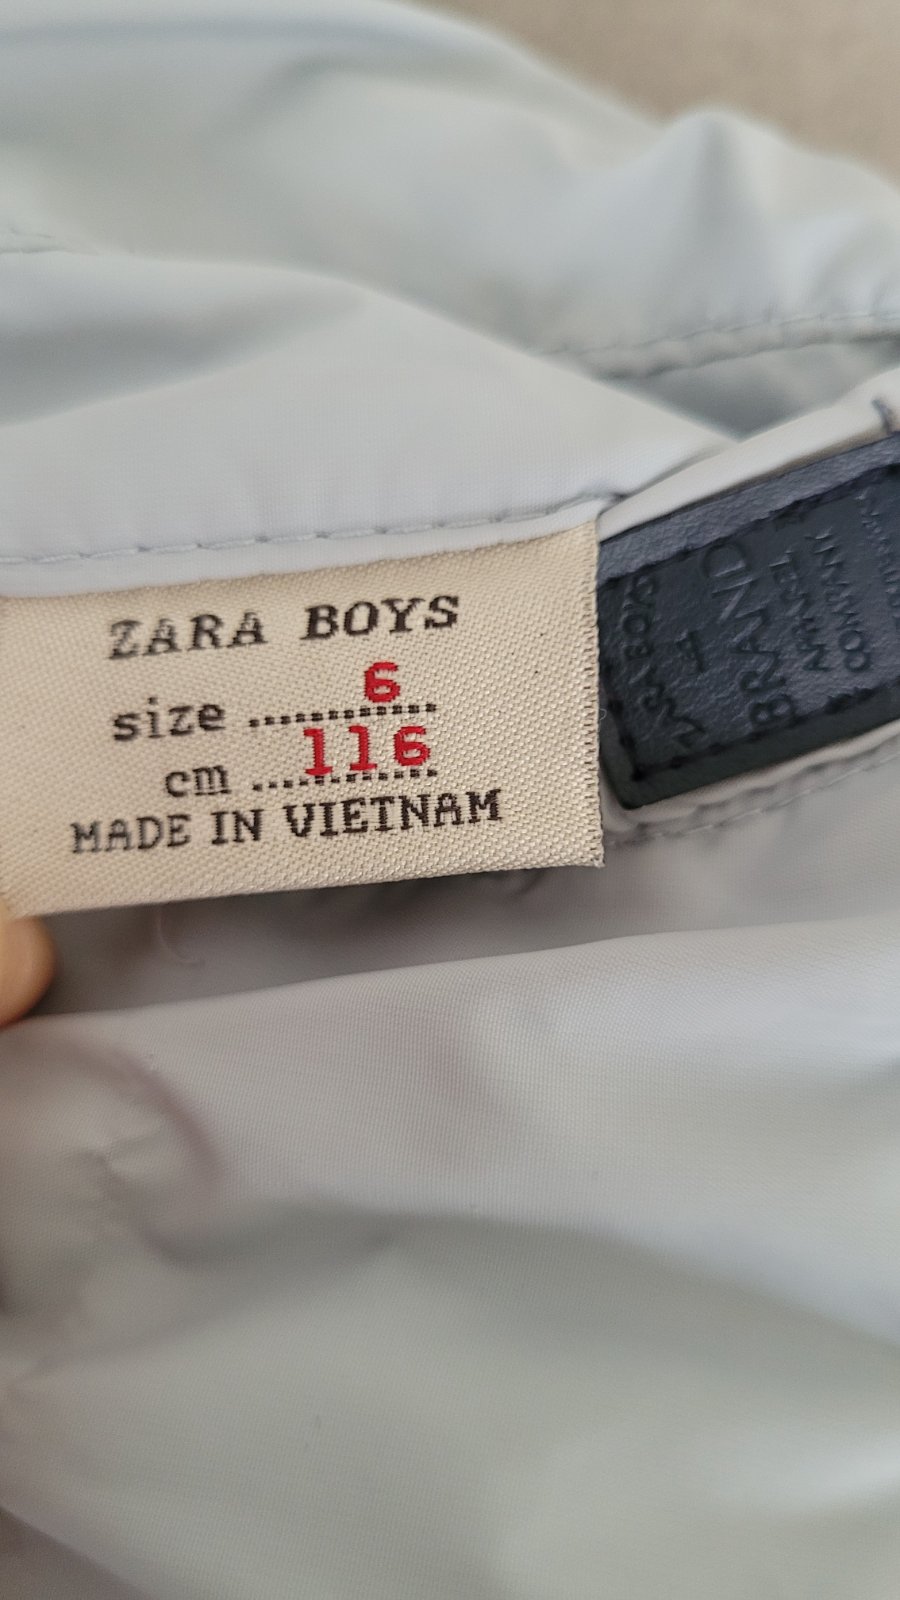 ZARA BOYS
size ............ 6
cm ............ 116
MADE IN VIETNAM
ZARA BOYS
BRAND
APPAREL
COMPANY